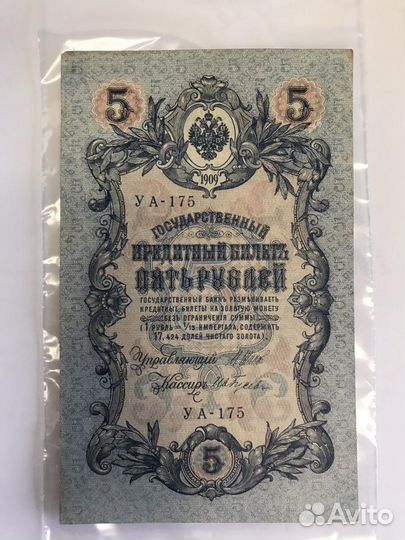 5 5
1909
УА-175
ГОСУДАРСТВЕННЫЙ
КРЕДИТНЫЙ БИЛЕТЪ
ПЯТЬ РУБЛЕЙ
ГОСУДАРСТВЕННЫЙ БАНКЪ РАЗМѢНИВАЕТЪ
КРЕДИТНЫЕ БИЛЕТЫ НА ЗОЛОТУЮ МОНЕТУ
БЕЗЪ ОГРАНИЧЕНІЯ СУММЫ
(1 РУБЛЬ = 1/15 ИМПЕРІАЛА, СОДЕРЖИТЪ
17,424 ДОЛЕЙ ЧИСТАГО ЗОЛОТА).
Управляющій
Кассиръ
УА-175
5
Avito